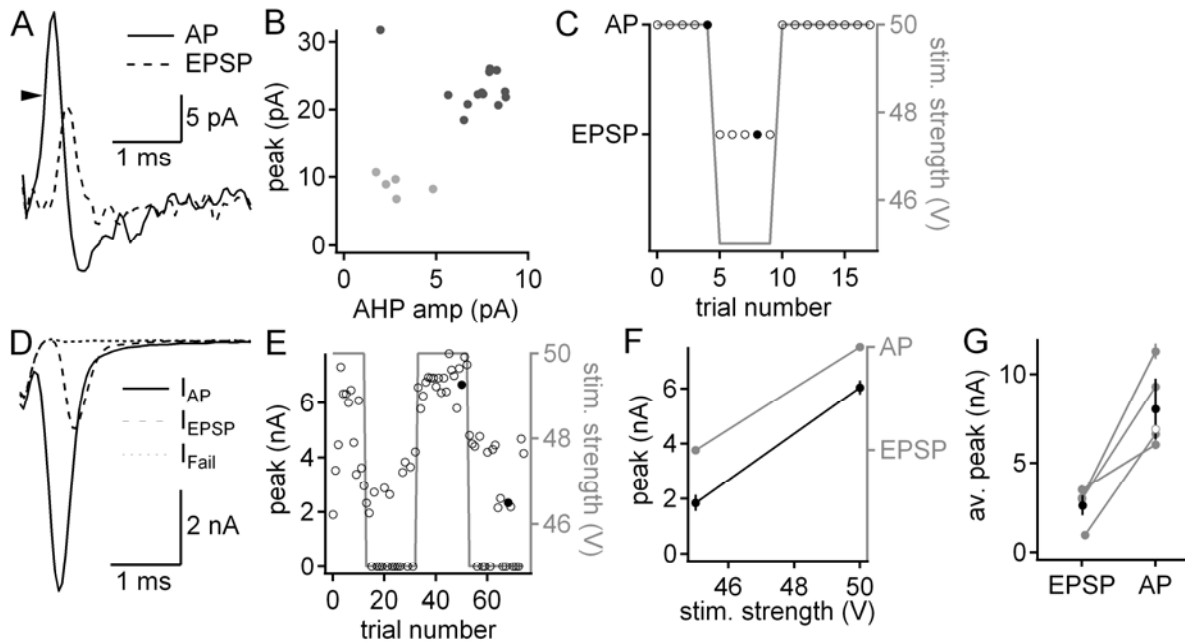 A
AP
EPSP
5 pA
1 ms
B
peak (pA)
30
20
10
0
0
5
10
AHP amp (pA)
C
AP
EPSP
50
48
46
stim. strength (V)
0
5
10
15
trial number
D
I_AP
I_EPSP
I_Fail
2 nA
1 ms
E
peak (nA)
6
4
2
0
50
48
46
stim. strength (V)
0
20
40
60
trial number
F
peak (nA)
6
4
2
0
AP
EPSP
46
48
50
stim. strength (V)
G
av. peak (nA)
10
5
0
EPSP
AP